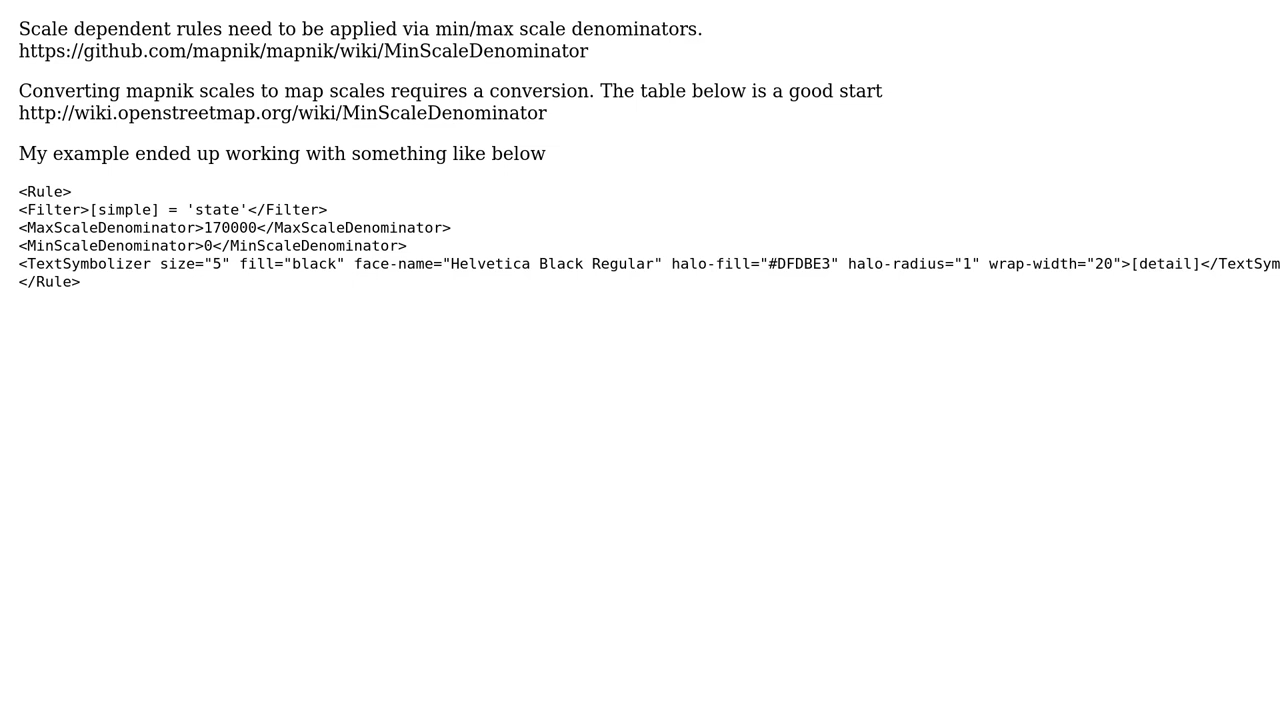 Scale dependent rules need to be applied via min/max scale denominators.
https://github.com/mapnik/mapnik/wiki/MinScaleDenominator
Converting mapnik scales to map scales requires a conversion. The table below is a good start
http://wiki.openstreetmap.org/wiki/MinScaleDenominator
My example ended up working with something like below
<Rule>
<Filter>[simple] = 'state'</Filter>
<MaxScaleDenominator>170000</MaxScaleDenominator>
<MinScaleDenominator>0</MinScaleDenominator>
<TextSymbolizer size="5" fill="black" face-name="Helvetica Black Regular" halo-fill="#DFDBE3" halo-radius="1" wrap-width="20">[detail]</TextSym
</Rule>